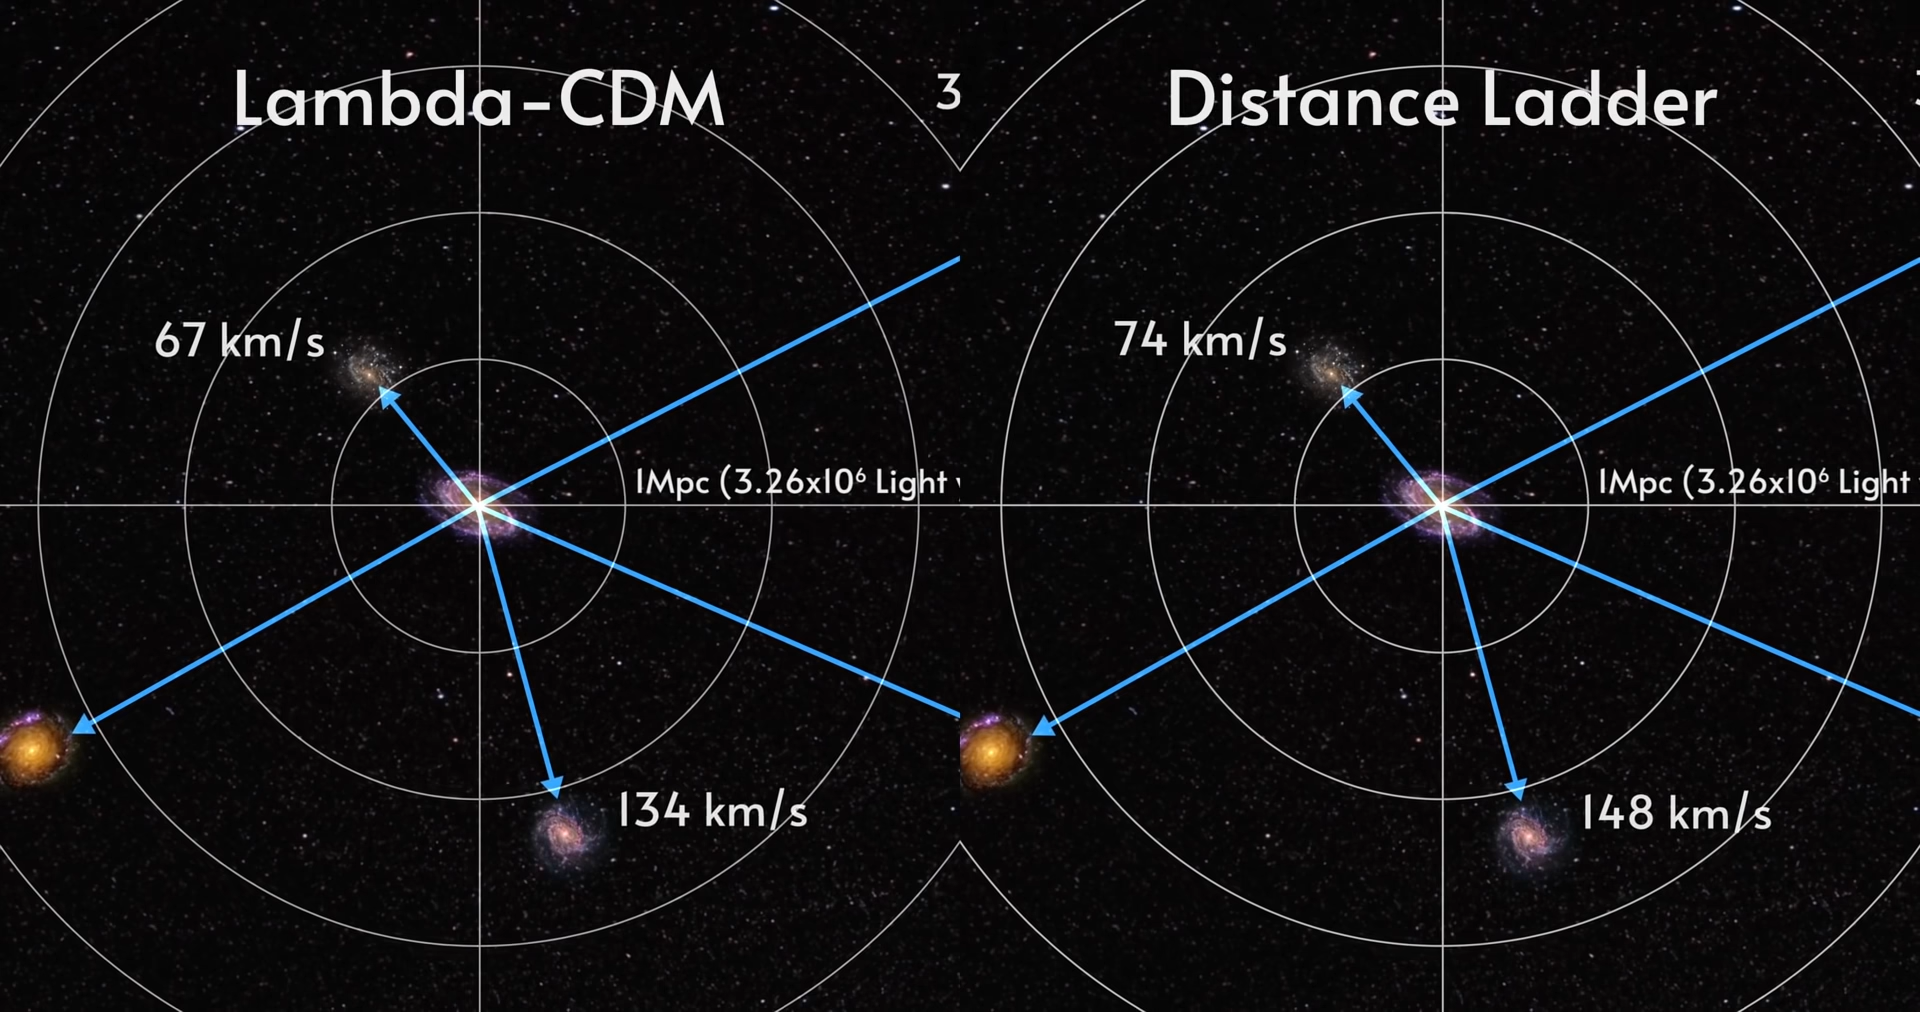 Lambda-CDM
3
67 km/s
1Mpc (3.26x10⁶ Light
134 km/s
Distance Ladder
74 km/s
1Mpc (3.26x10⁶ Light
148 km/s